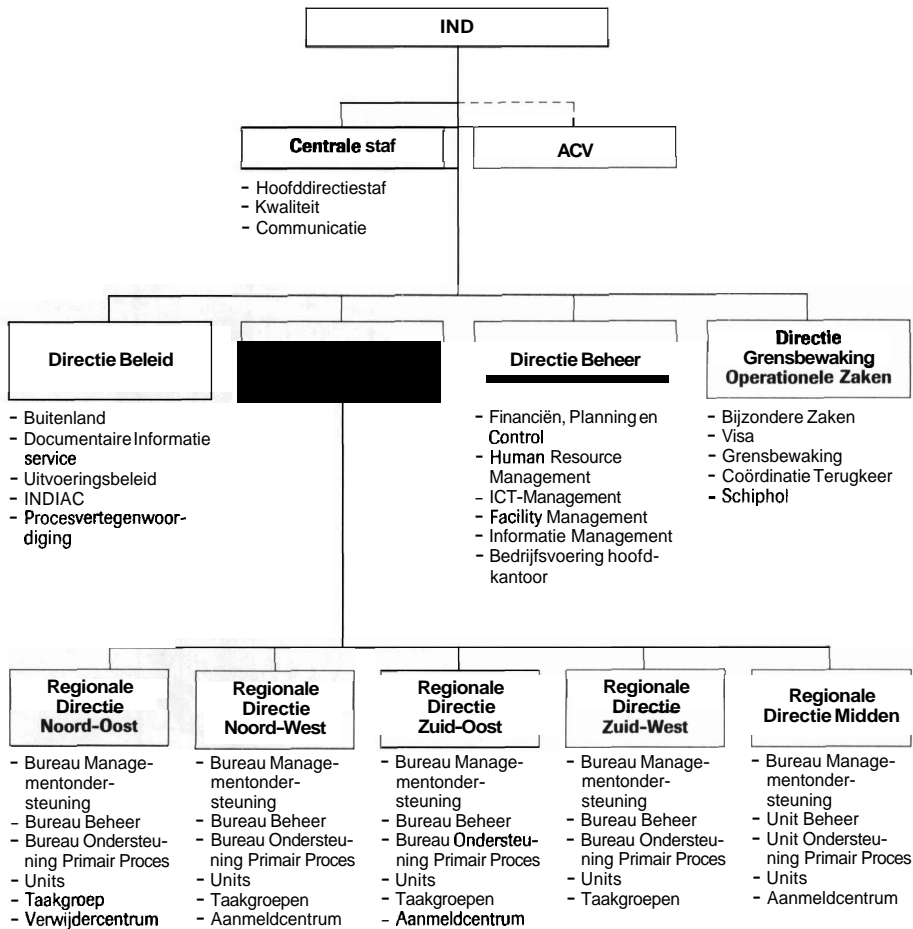 IND
Centrale staf
ACV
- Hoofddirectiestaf
- Kwaliteit
- Communicatie
Directie Beleid
- Buitenland
- Documentaire Informatie
service
- Uitvoeringsbeleid
- INDIAC
- Procesvertegenwoor-
diging
Directie Beheer
- Financiën, Planning en
Control
- Human Resource
Management
- ICT-Management
- Facility Management
- Informatie Management
- Bedrijfsvoering hoofd-
kantoor
Directie
Grensbewaking
Operationele Zaken
- Bijzondere Zaken
- Visa
- Grensbewaking
- Coördinatie Terugkeer
- Schiphol
Regionale
Directie
Noord-Oost
- Bureau Manage-
mentonder-
steuning
- Bureau Beheer
- Bureau Ondersteu-
ning Primair Proces
- Units
- Taakgroep
- Verwijdercentrum
Regionale
Directie
Noord-West
- Bureau Manage-
mentonder-
steuning
- Bureau Beheer
- Bureau Ondersteu-
ning Primair Proces
- Units
- Taakgroepen
- Aanmeldcentrum
Regionale
Directie
Zuid-Oost
- Bureau Manage-
mentonder-
steuning
- Bureau Beheer
- Bureau Ondersteu-
ning Primair Proces
- Units
- Taakgroepen
- Aanmeldcentrum
Regionale
Directie
Zuid-West
- Bureau Manage-
mentonder-
steuning
- Bureau Beheer
- Bureau Ondersteu-
ning Primair Proces
- Units
- Taakgroepen
Regionale
Directie Midden
- Bureau Manage-
mentonder-
steuning
- Unit Beheer
- Unit Ondersteu-
ning Primair Proces
- Units
- Aanmeldcentrum